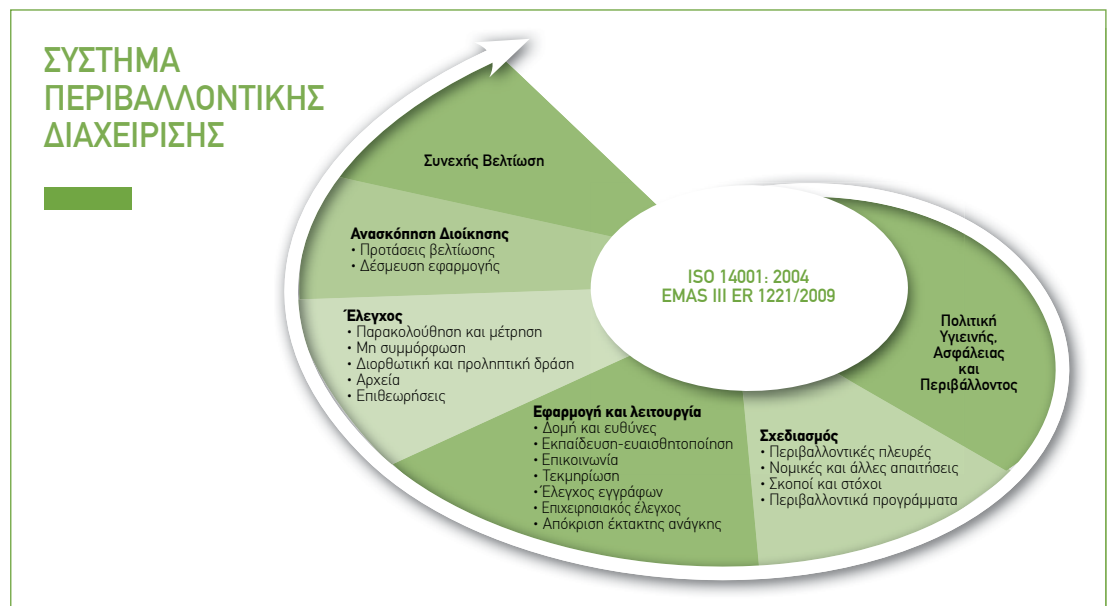 ΣΥΣΤΗΜΑ
ΠΕΡΙΒΑΛΛΟΝΤΙΚΗΣ
ΔΙΑΧΕΙΡΙΣΗΣ
Συνεχής Βελτίωση
Ανασκόπηση Διοίκησης
• Προτάσεις βελτίωσης
• Δέσμευση εφαρμογής
Έλεγχος
• Παρακολούθηση και μέτρηση
• Μη συμμόρφωση
• Διορθωτική και προληπτική δράση
• Αρχεία
• Επιθεωρήσεις
Εφαρμογή και λειτουργία
• Δομή και ευθύνες
• Εκπαίδευση-ευαισθητοποίηση
• Επικοινωνία
• Τεκμηρίωση
• Έλεγχος εγγράφων
• Επιχειρησιακός έλεγχος
• Απόκριση έκτακτης ανάγκης
Σχεδιασμός
• Περιβαλλοντικές πλευρές
• Νομικές και άλλες απαιτήσεις
• Σκοποί και στόχοι
• Περιβαλλοντικά προγράμματα
Πολιτική
Υγιεινής,
Ασφάλειας
και
Περιβάλλοντος
ISO 14001: 2004
EMAS III ER 1221/2009